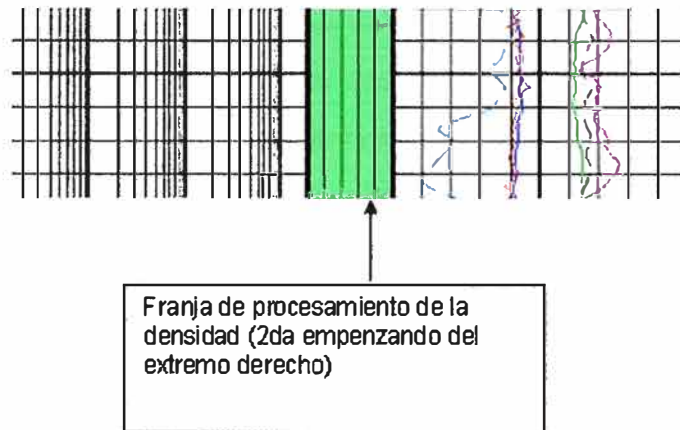 Franja de procesamiento de la
densidad (2da empenzando del
extremo derecho)